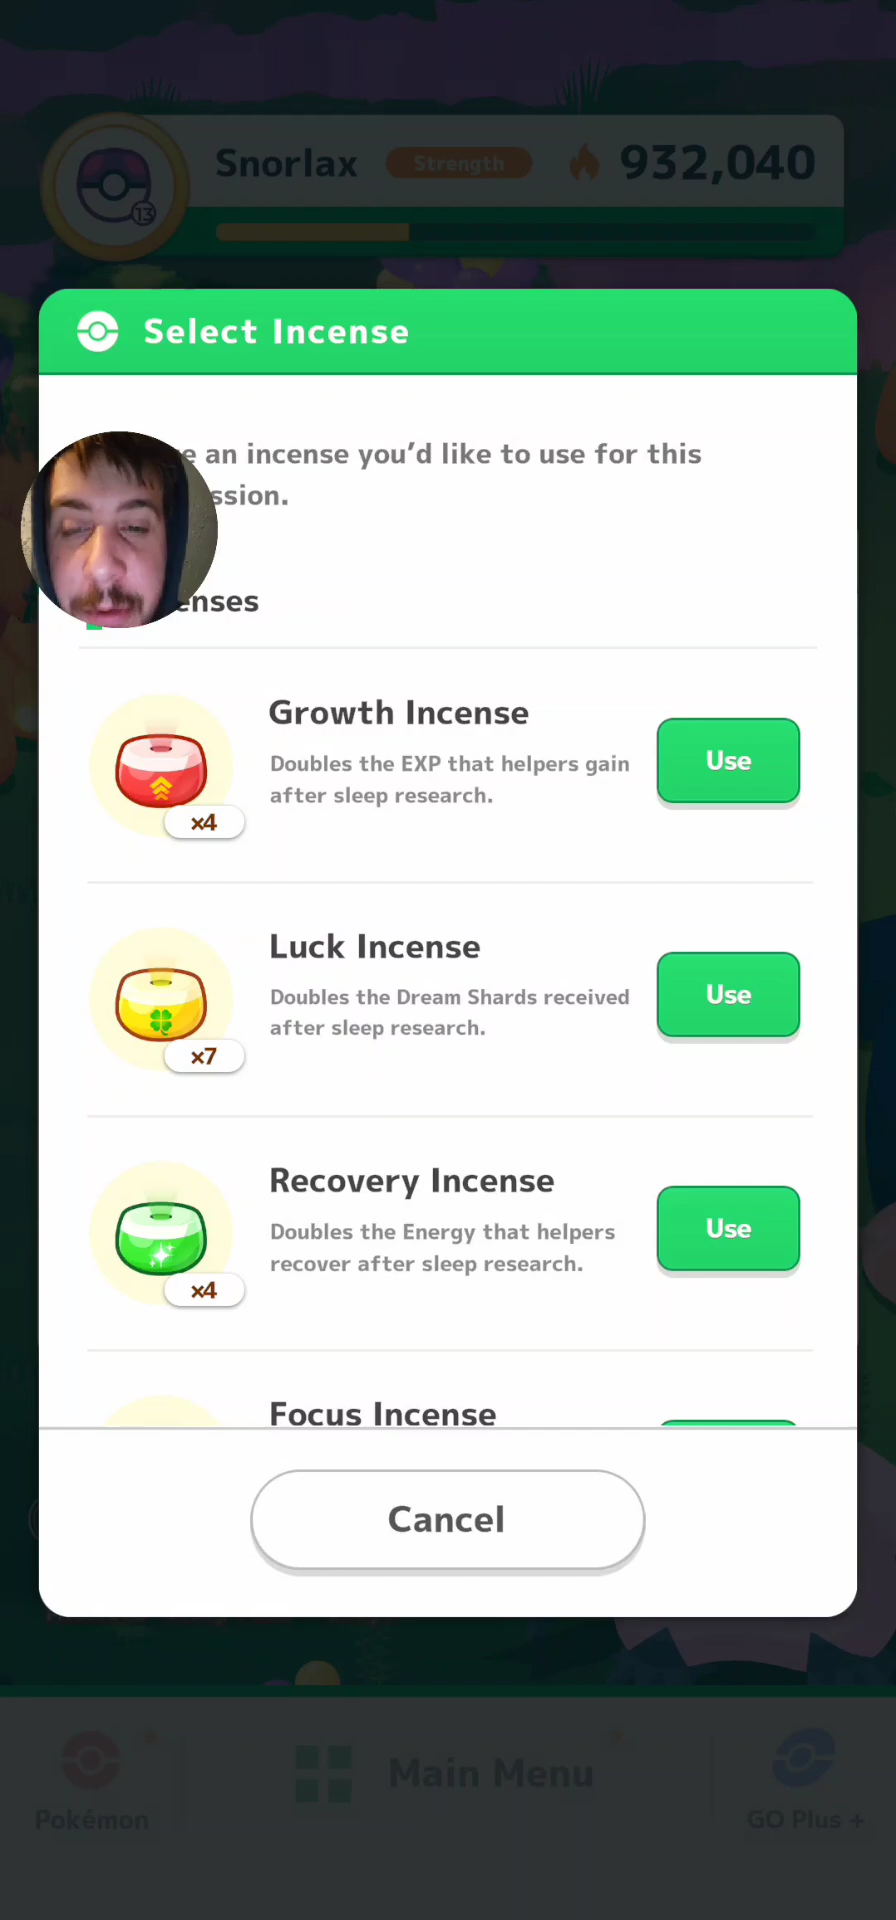 Snorlax Strength 932,040
13
Select Incense
an incense you’d like to use for this
Growth Incense
Doubles the EXP that helpers gain
after sleep research.
Use
x4
Luck Incense
Doubles the Dream Shards received
after sleep research.
Use
x7
Recovery Incense
Doubles the Energy that helpers
recover after sleep research.
Use
x4
Focus Incense
Cancel
Pokémon
Main Menu
GO Plus +